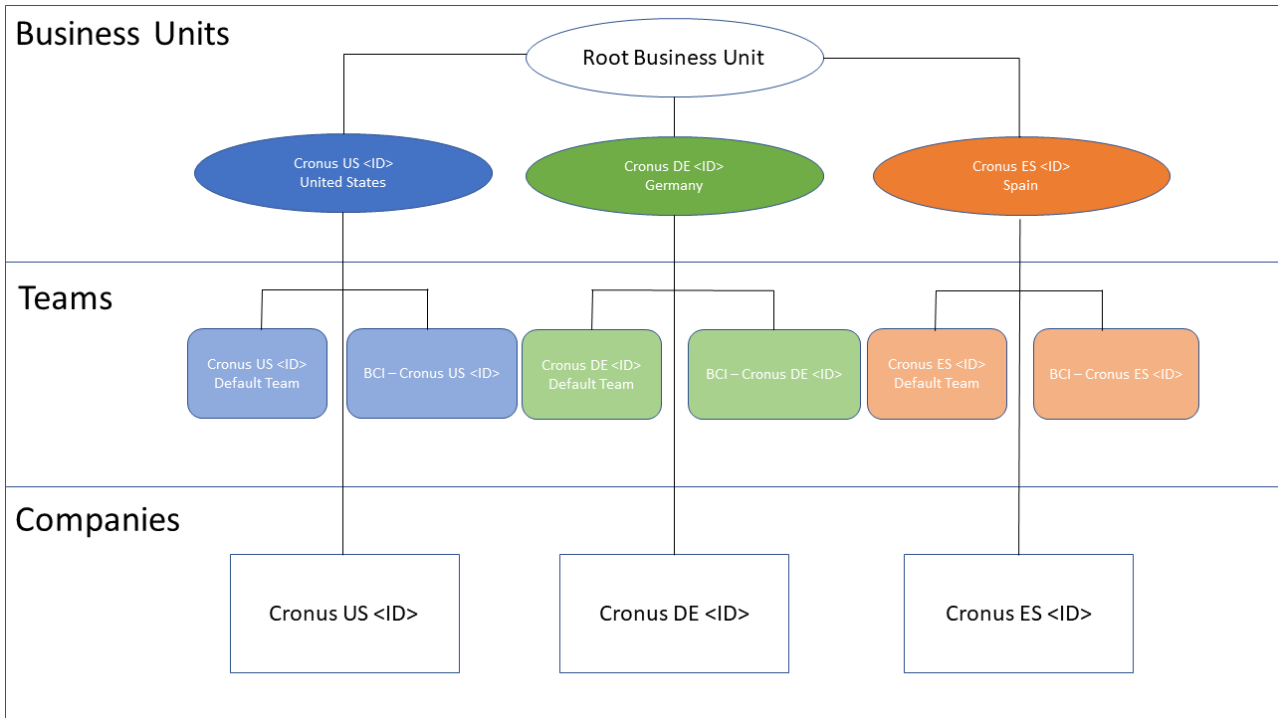 Business Units
Root Business Unit
Cronus US <ID>
United States
Cronus DE <ID>
Germany
Cronus ES <ID>
Spain
Teams
Cronus US <ID>
Default Team
BCI – Cronus US <ID>
Cronus DE <ID>
Default Team
BCI – Cronus DE <ID>
Cronus ES <ID>
Default Team
BCI – Cronus ES <ID>
Companies
Cronus US <ID>
Cronus DE <ID>
Cronus ES <ID>